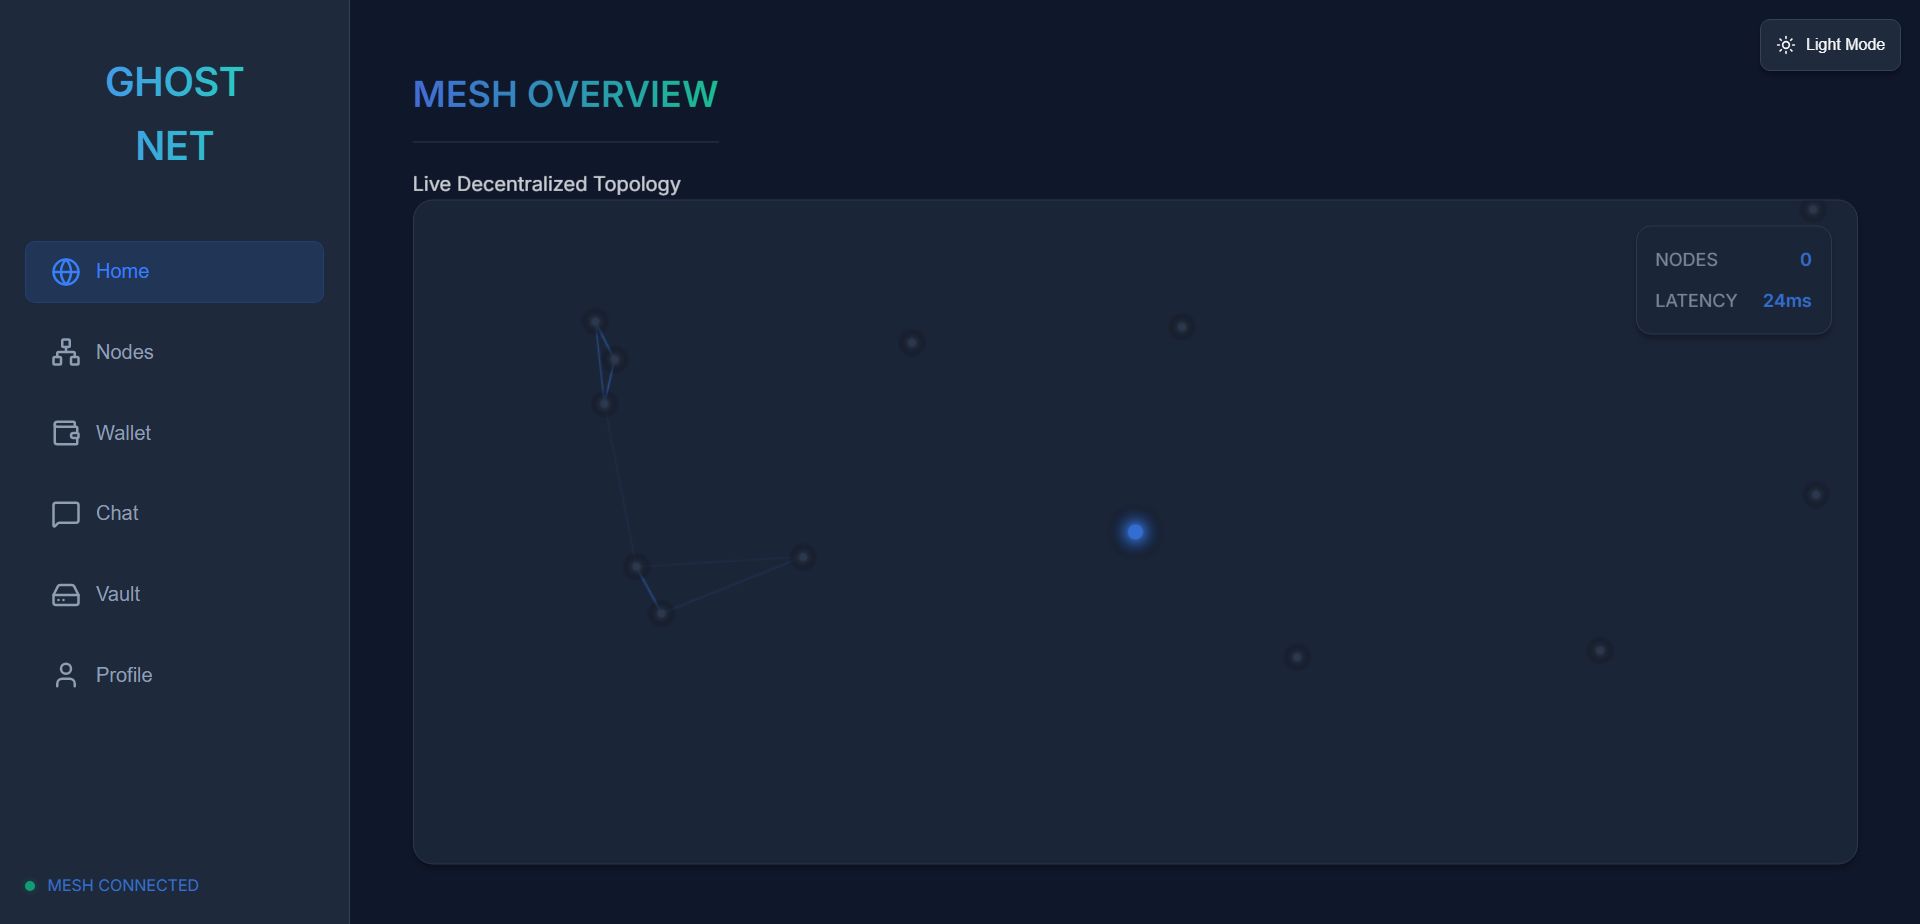 GHOST
NET
Home
Nodes
Wallet
Chat
Vault
Profile
MESH CONNECTED
Light Mode
MESH OVERVIEW
Live Decentralized Topology
NODES 0
LATENCY 24ms